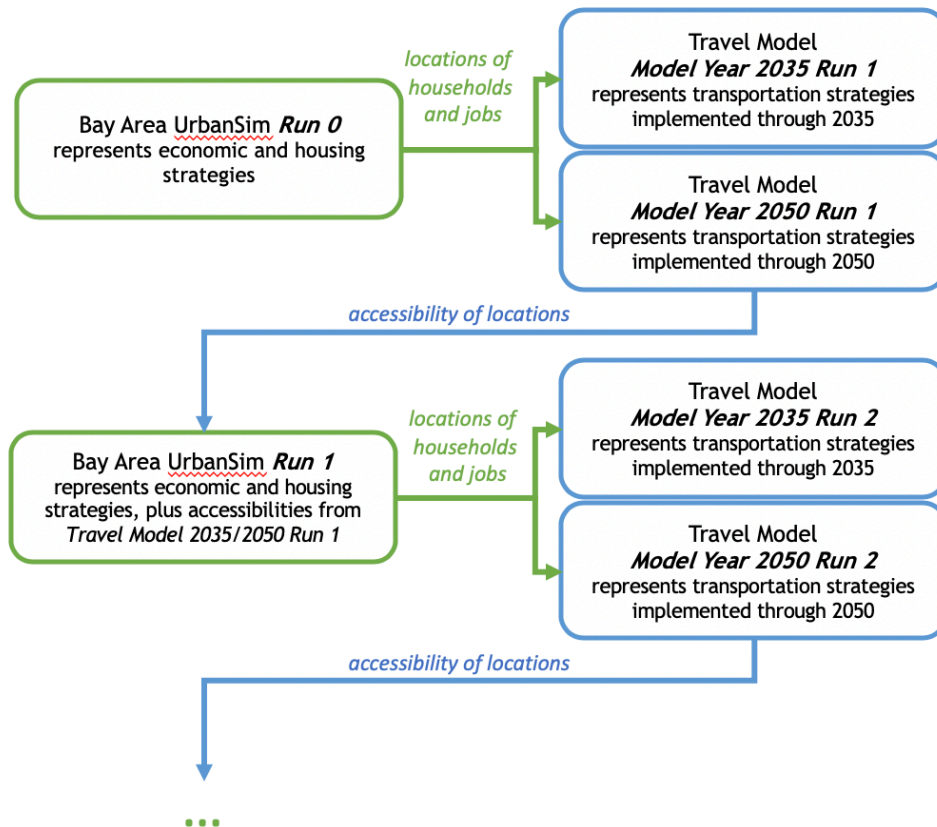 Bay Area UrbanSim Run 0
represents economic and housing
strategies
locations of
households
and jobs
Travel Model
Model Year 2035 Run 1
represents transportation strategies
implemented through 2035
Travel Model
Model Year 2050 Run 1
represents transportation strategies
implemented through 2050
accessibility of locations
Bay Area UrbanSim Run 1
represents economic and housing
strategies, plus accessibilities from
Travel Model 2035/2050 Run 1
locations of
households
and jobs
Travel Model
Model Year 2035 Run 2
represents transportation strategies
implemented through 2035
Travel Model
Model Year 2050 Run 2
represents transportation strategies
implemented through 2050
accessibility of locations
...